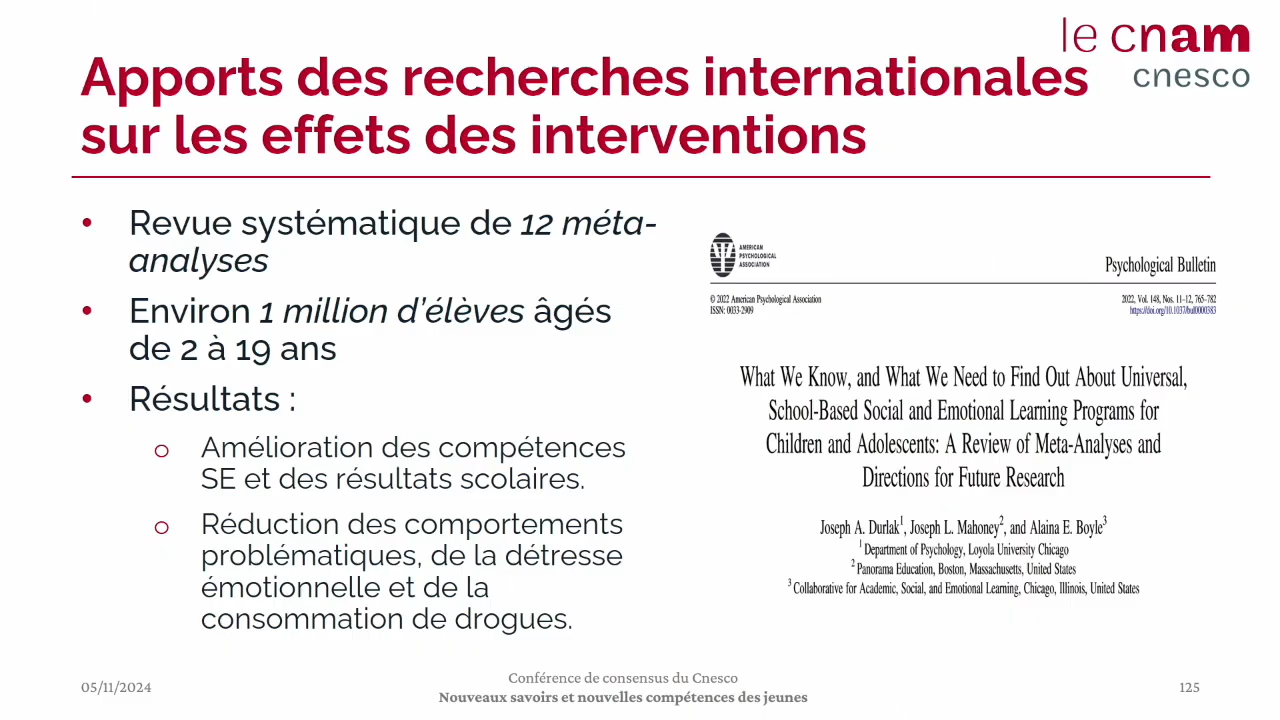 le cnam
cnesco
Apports des recherches internationales
sur les effets des interventions
• Revue systématique de 12 méta-
analyses
• Environ 1 million d’élèves âgés
de 2 à 19 ans
• Résultats :
o Amélioration des compétences
SE et des résultats scolaires.
o Réduction des comportements
problématiques, de la détresse
émotionnelle et de la
consommation de drogues.
AMERICAN
PSYCHOLOGICAL
ASSOCIATION
Psychological Bulletin
© 2022 American Psychological Association
ISSN: 0033-2909
2022, Vol. 148, Nos. 11–12, 765–782
https://doi.org/10.1037/bul0000383
What We Know, and What We Need to Find Out About Universal,
School-Based Social and Emotional Learning Programs for
Children and Adolescents: A Review of Meta-Analyses and
Directions for Future Research
Joseph A. Durlak1, Joseph L. Mahoney2, and Alaina E. Boyle3
1 Department of Psychology, Loyola University Chicago
2 Panorama Education, Boston, Massachusetts, United States
3 Collaborative for Academic, Social, and Emotional Learning, Chicago, Illinois, United States
05/11/2024
Conférence de consensus du Cnesco
Nouveaux savoirs et nouvelles compétences des jeunes
125